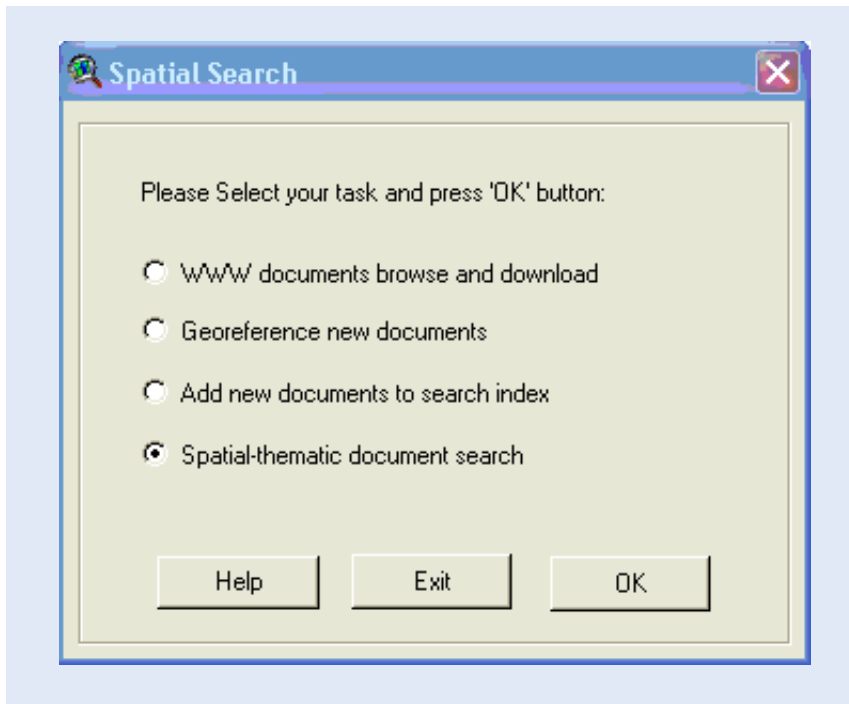 Spatial Search
Please Select your task and press 'OK' button:
WWW documents browse and download
Georeference new documents
Add new documents to search index
Spatial-thematic document search
Help Exit OK